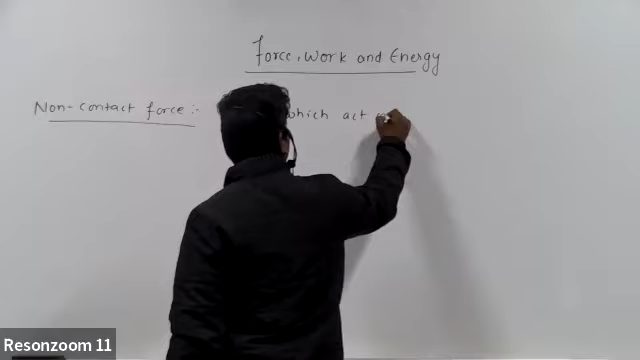 Force, Work and Energy
Non-contact force :- which act
Resonzoom 11